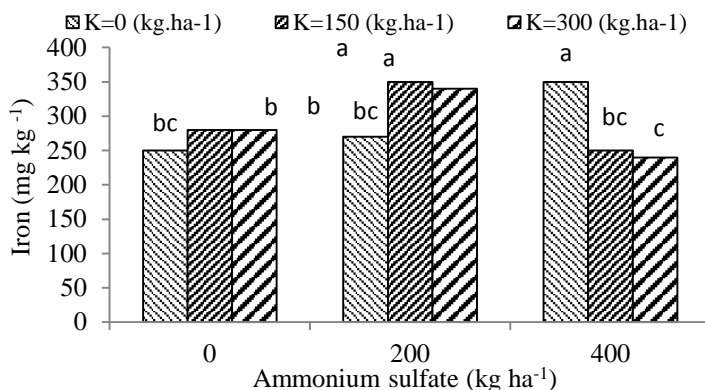 K=0 (kg.ha-1) K=150 (kg.ha-1) K=300 (kg.ha-1)
400
350
300
250
200
150
100
50
0
Iron (mg kg -1)
a a a
bc b b bc bc c
0 200 400
Ammonium sulfate (kg ha-1)